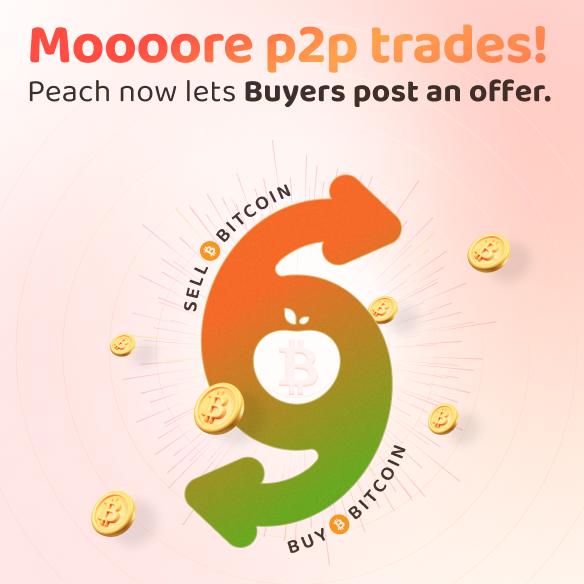 Moooore p2p trades!
Peach now lets Buyers post an offer.
SELL BITCOIN
BUY BITCOIN